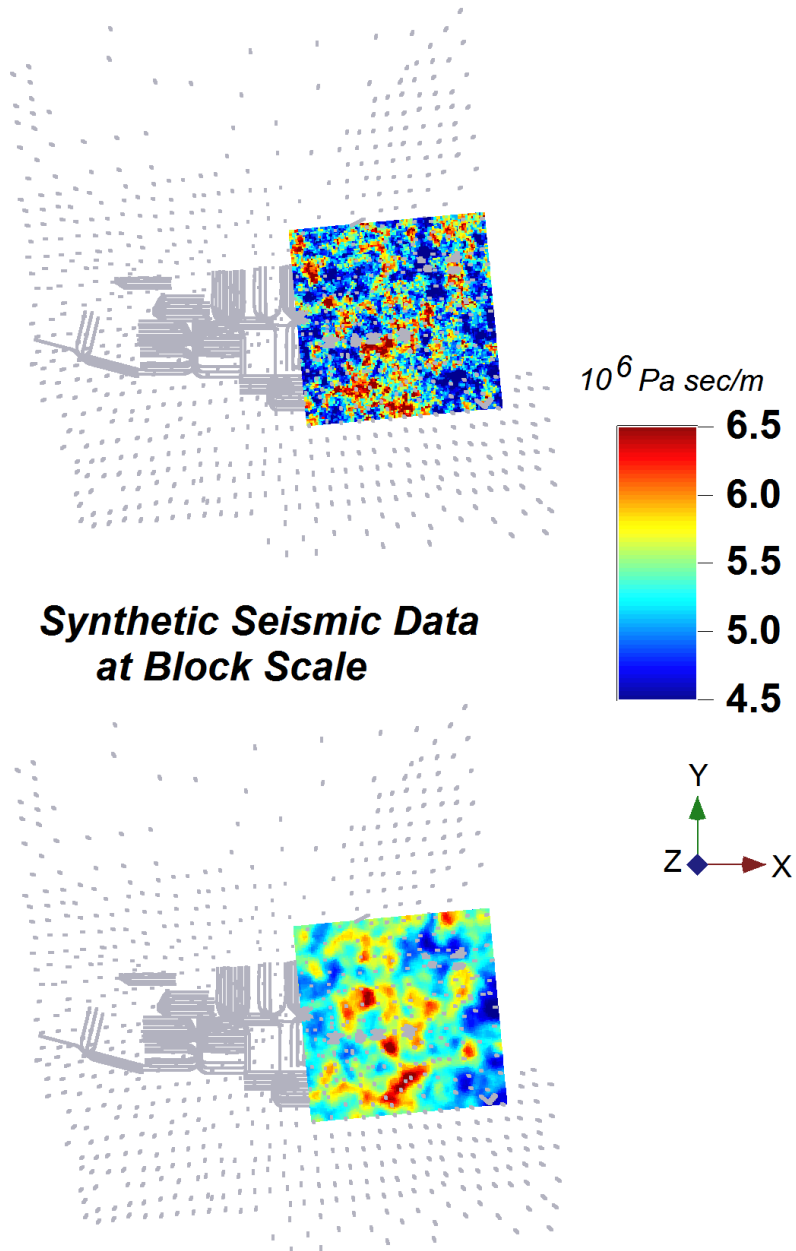 10^6 Pa sec/m
6.5
6.0
5.5
5.0
4.5
Synthetic Seismic Data
at Block Scale
Y
Z
X